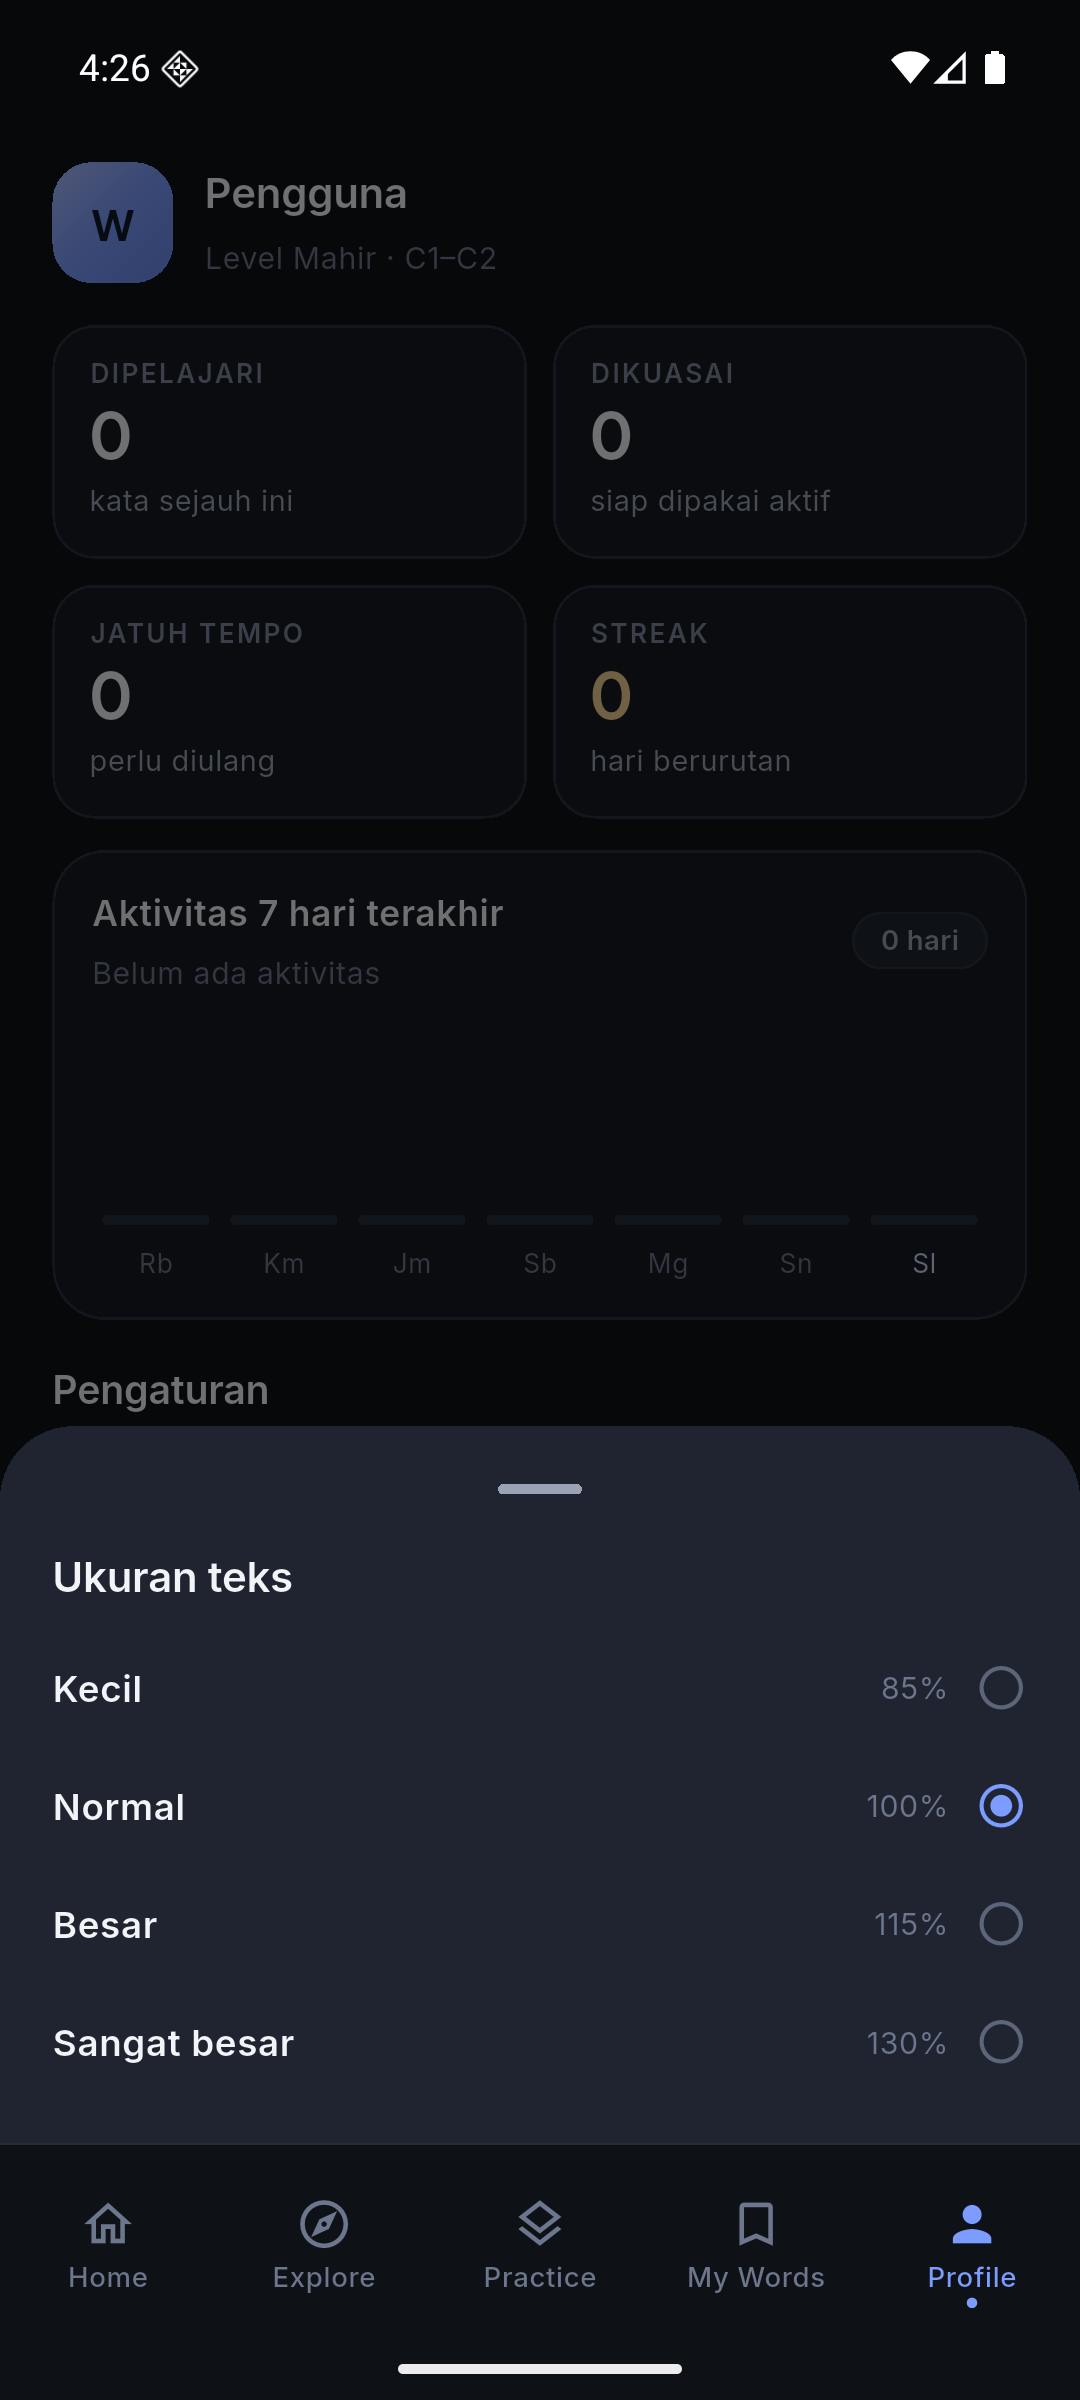 4:26
W
Pengguna
Level Mahir · C1–C2
DIPELAJARI
0
kata sejauh ini
DIKUASAI
0
siap dipakai aktif
JATUH TEMPO
0
perlu diulang
STREAK
0
hari berurutan
Aktivitas 7 hari terakhir
0 hari
Belum ada aktivitas
Rb Km Jm Sb Mg Sn Sl
Pengaturan
Ukuran teks
Kecil 85%
Normal 100%
Besar 115%
Sangat besar 130%
Home Explore Practice My Words Profile